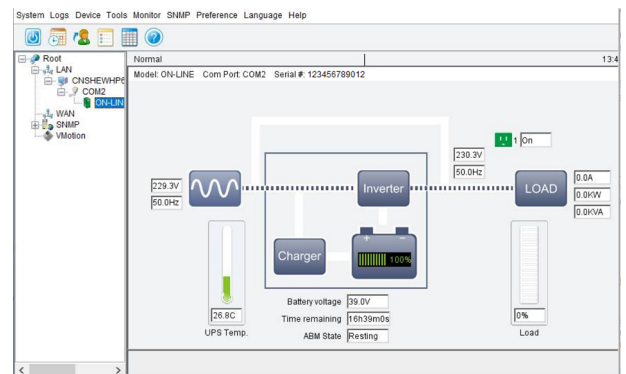 System Logs Device Tools Monitor SNMP Preference Language Help
Root
LAN
CNSHEWHP6
COM2
ON-LIN
WAN
SNMP
VMotion
Normal
13:4
Model: ON-LINE Com Port: COM2 Serial #: 123456789012
1 On
230.3V
50.0Hz
229.3V
50.0Hz
Inverter
LOAD
0.0A
0.0KW
0.0KVA
Charger
+ −
100%
26.8C
UPS Temp.
Battery voltage 39.0V
Time remaining 16h39m0s
ABM State Resting
0%
Load